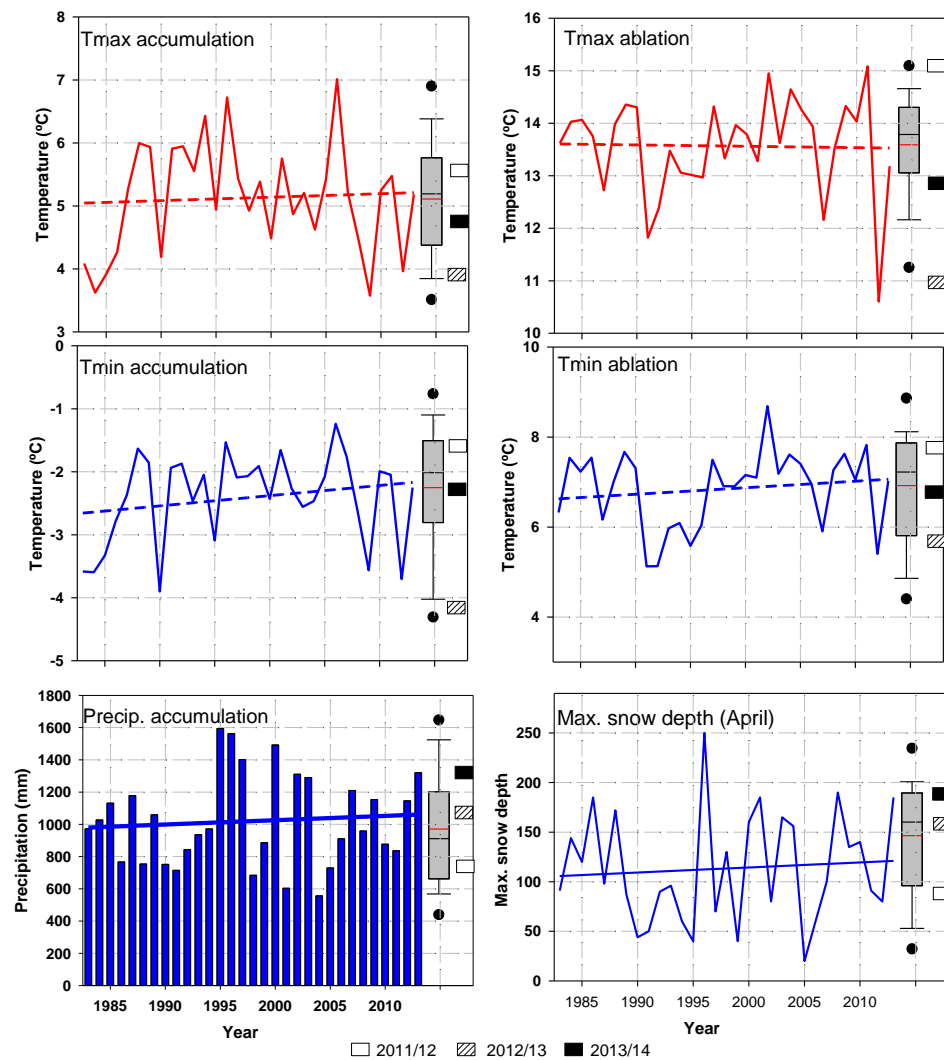 Tmax accumulation
Temperature (ºC)
8
7
6
5
4
3
Tmax ablation
Temperature (ºC)
16
15
14
13
12
11
10
Tmin accumulation
Temperature (ºC)
0
-1
-2
-3
-4
-5
Tmin ablation
Temperature (ºC)
10
8
6
4
Precip. accumulation
Precipitation (mm)
1800
1600
1400
1200
1000
800
600
400
200
0
1985 1990 1995 2000 2005 2010
Year
Max. snow depth (April)
Max. snow depth
250
200
150
100
50
0
1985 1990 1995 2000 2005 2010
Year
2011/12 2012/13 2013/14